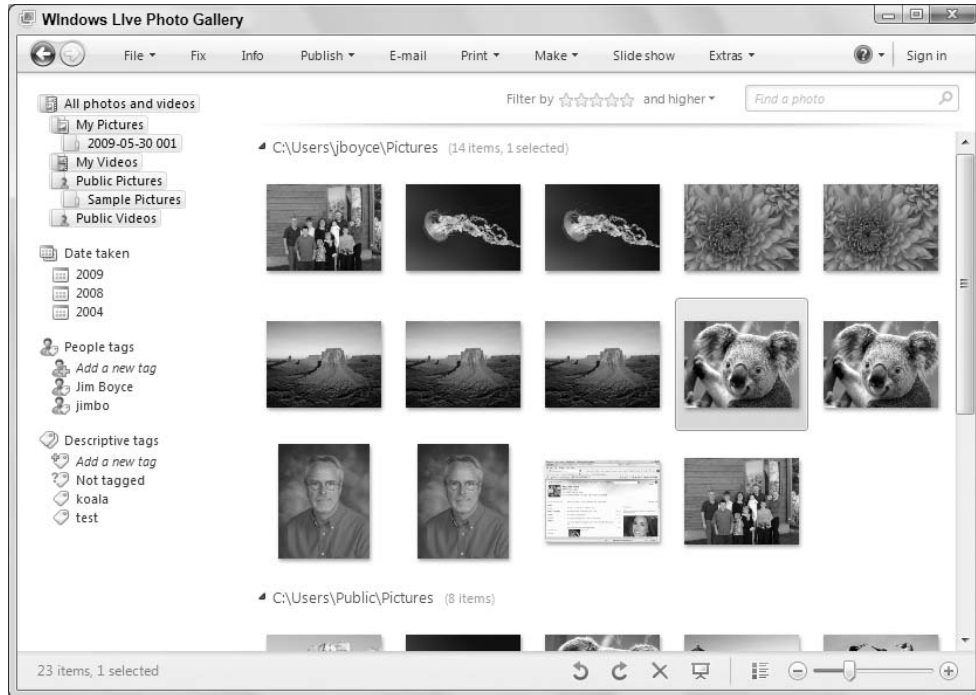 WIndows LIve Photo Gallery
File Fix Info Publish E-mail Print Make Slide show Extras Sign in
Filter by and higher Find a photo
All photos and videos
My Pictures
2009-05-30 001
My Videos
Public Pictures
Sample Pictures
Public Videos
Date taken
2009
2008
2004
People tags
Add a new tag
Jim Boyce
jimbo
Descriptive tags
Add a new tag
Not tagged
koala
test
C:\Users\jboyce\Pictures (14 items, 1 selected)
C:\Users\Public\Pictures (8 items)
23 items, 1 selected